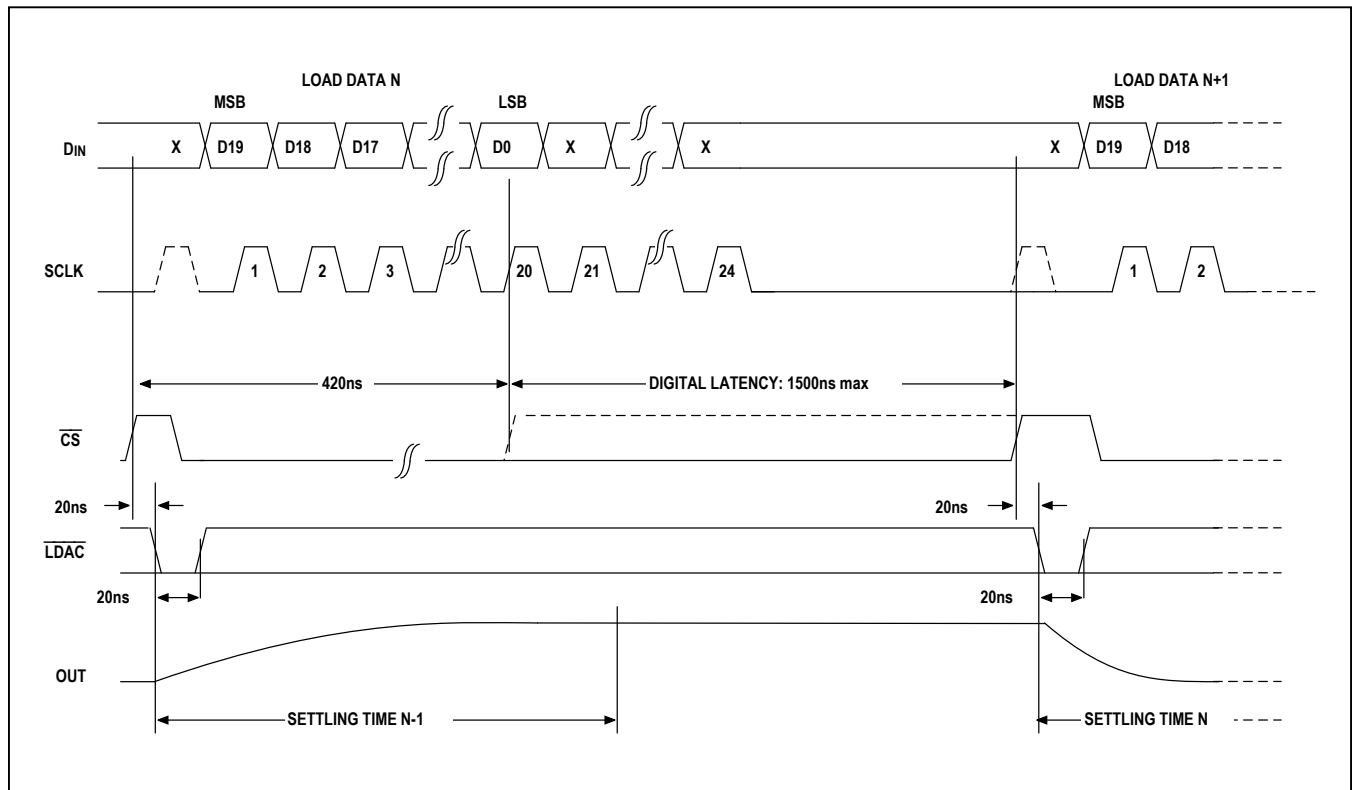 LOAD DATA N LOAD DATA N+1
MSB LSB MSB
DIN X D19 D18 D17 D0 X X X D19 D18
SCLK 1 2 3 20 21 24 1 2
420ns DIGITAL LATENCY: 1500ns max
CS
20ns 20ns
LDAC
20ns 20ns
OUT
SETTLING TIME N-1 SETTLING TIME N